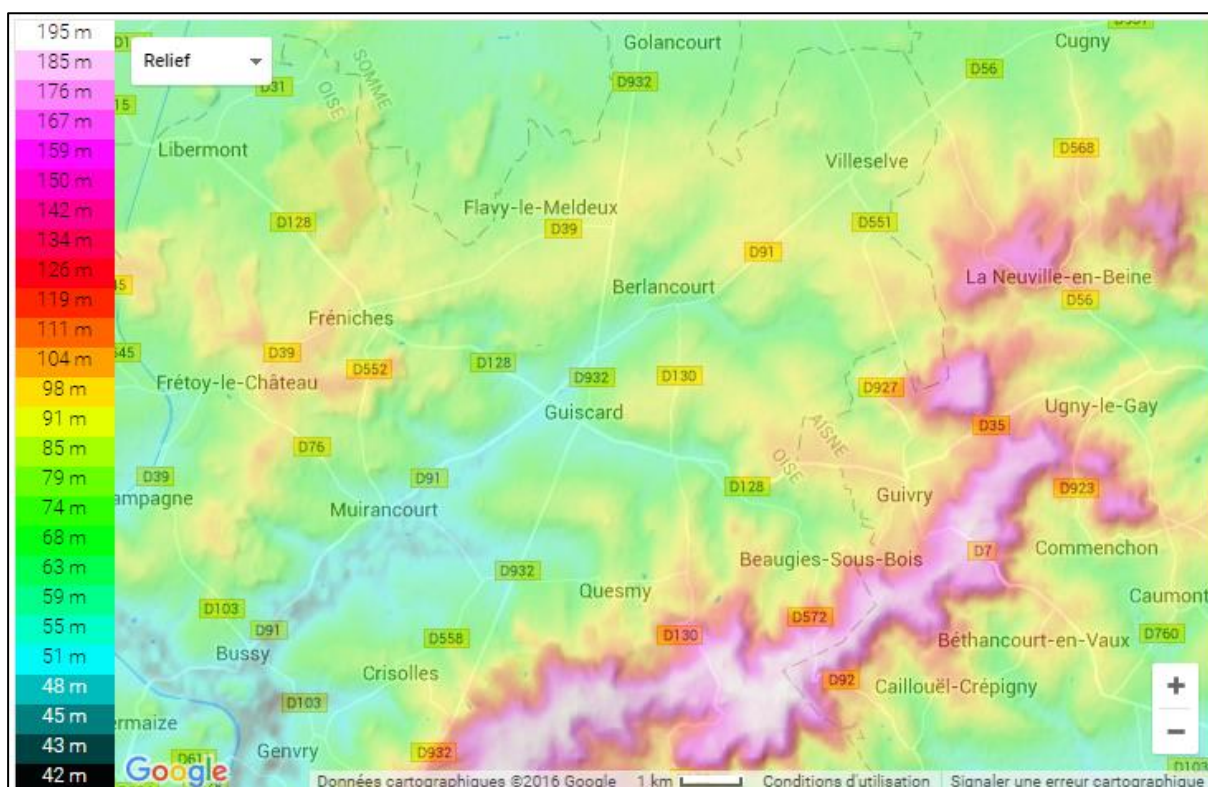 195 m
185 m
176 m
167 m
159 m
150 m
142 m
134 m
126 m
119 m
111 m
104 m
98 m
91 m
85 m
79 m
74 m
68 m
63 m
59 m
55 m
51 m
48 m
45 m
43 m
42 m
Relief
Golancourt
Cugny
D56
D932
D31
SOMME
OISE
15
Libermont
D568
Villeselve
Flavy-le-Meldeux
D128
D39
D551
D91
La Neuville-en-Beine
Berlancourt
D56
Fréniches
D39
D552
D128
D932
D130
Frétoy-le-Château
D927
Guiscard
Ugny-le-Gay
D35
AISNE
OISE
D76
D39
D91
D128
Guivry
D923
ampagne
Muirancourt
Commenchon
D7
D932
Beaugies-Sous-Bois
Quesmy
Caumont
D103
D91
D558
D130
D572
Béthancourt-en-Vaux
D760
Bussy
Crisolles
D92
Caillouël-Crépigny
D103
ermaize
Genvry
D932
+
−
D103
Google
Données cartographiques ©2016 Google 1 km Conditions d'utilisation Signaler une erreur cartographique